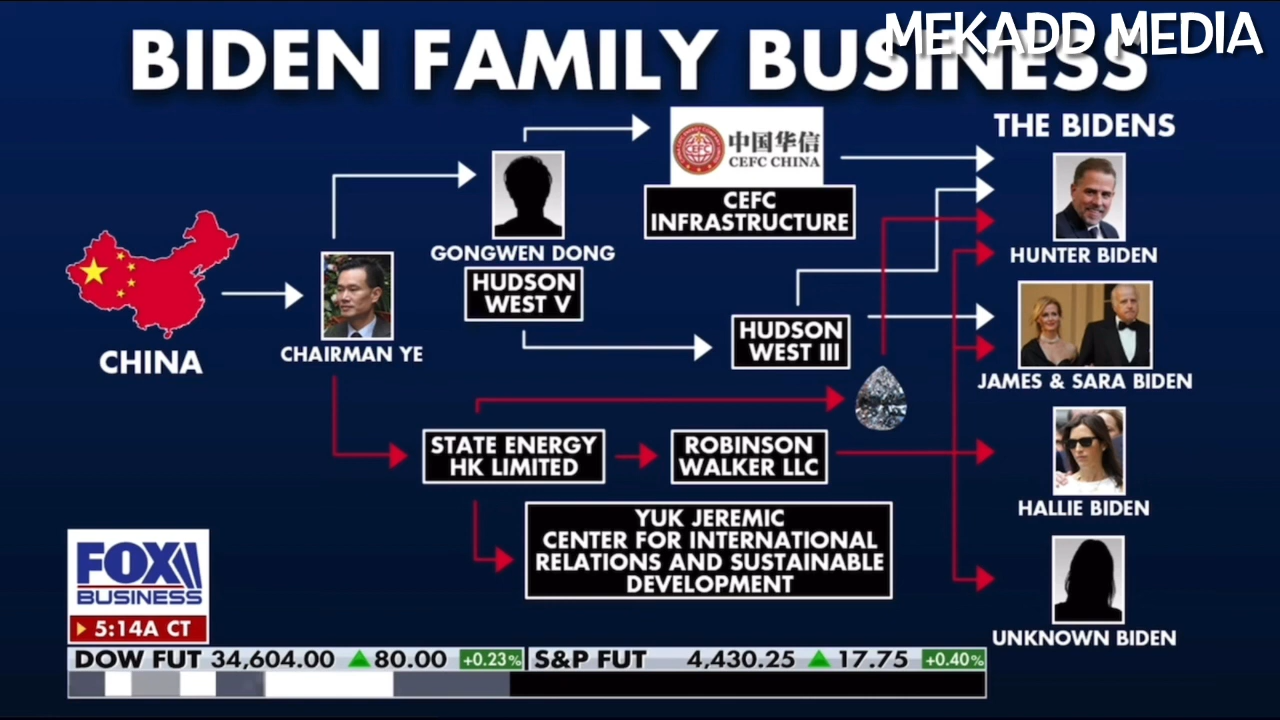 MEKADD MEDIA
BIDEN FAMILY BUSINESS
THE BIDENS
中国华信
CEFC CHINA
CEFC
INFRASTRUCTURE
GONGWEN DONG
HUDSON
WEST V
HUNTER BIDEN
CHINA
CHAIRMAN YE
HUDSON
WEST III
JAMES & SARA BIDEN
STATE ENERGY
HK LIMITED
ROBINSON
WALKER LLC
HALLIE BIDEN
YUK JEREMIC
CENTER FOR INTERNATIONAL
RELATIONS AND SUSTAINABLE
DEVELOPMENT
UNKNOWN BIDEN
FOX
BUSINESS
5:14A CT
DOW FUT 34,604.00 ▲80.00 +0.23% S&P FUT 4,430.25 ▲17.75 +0.40%